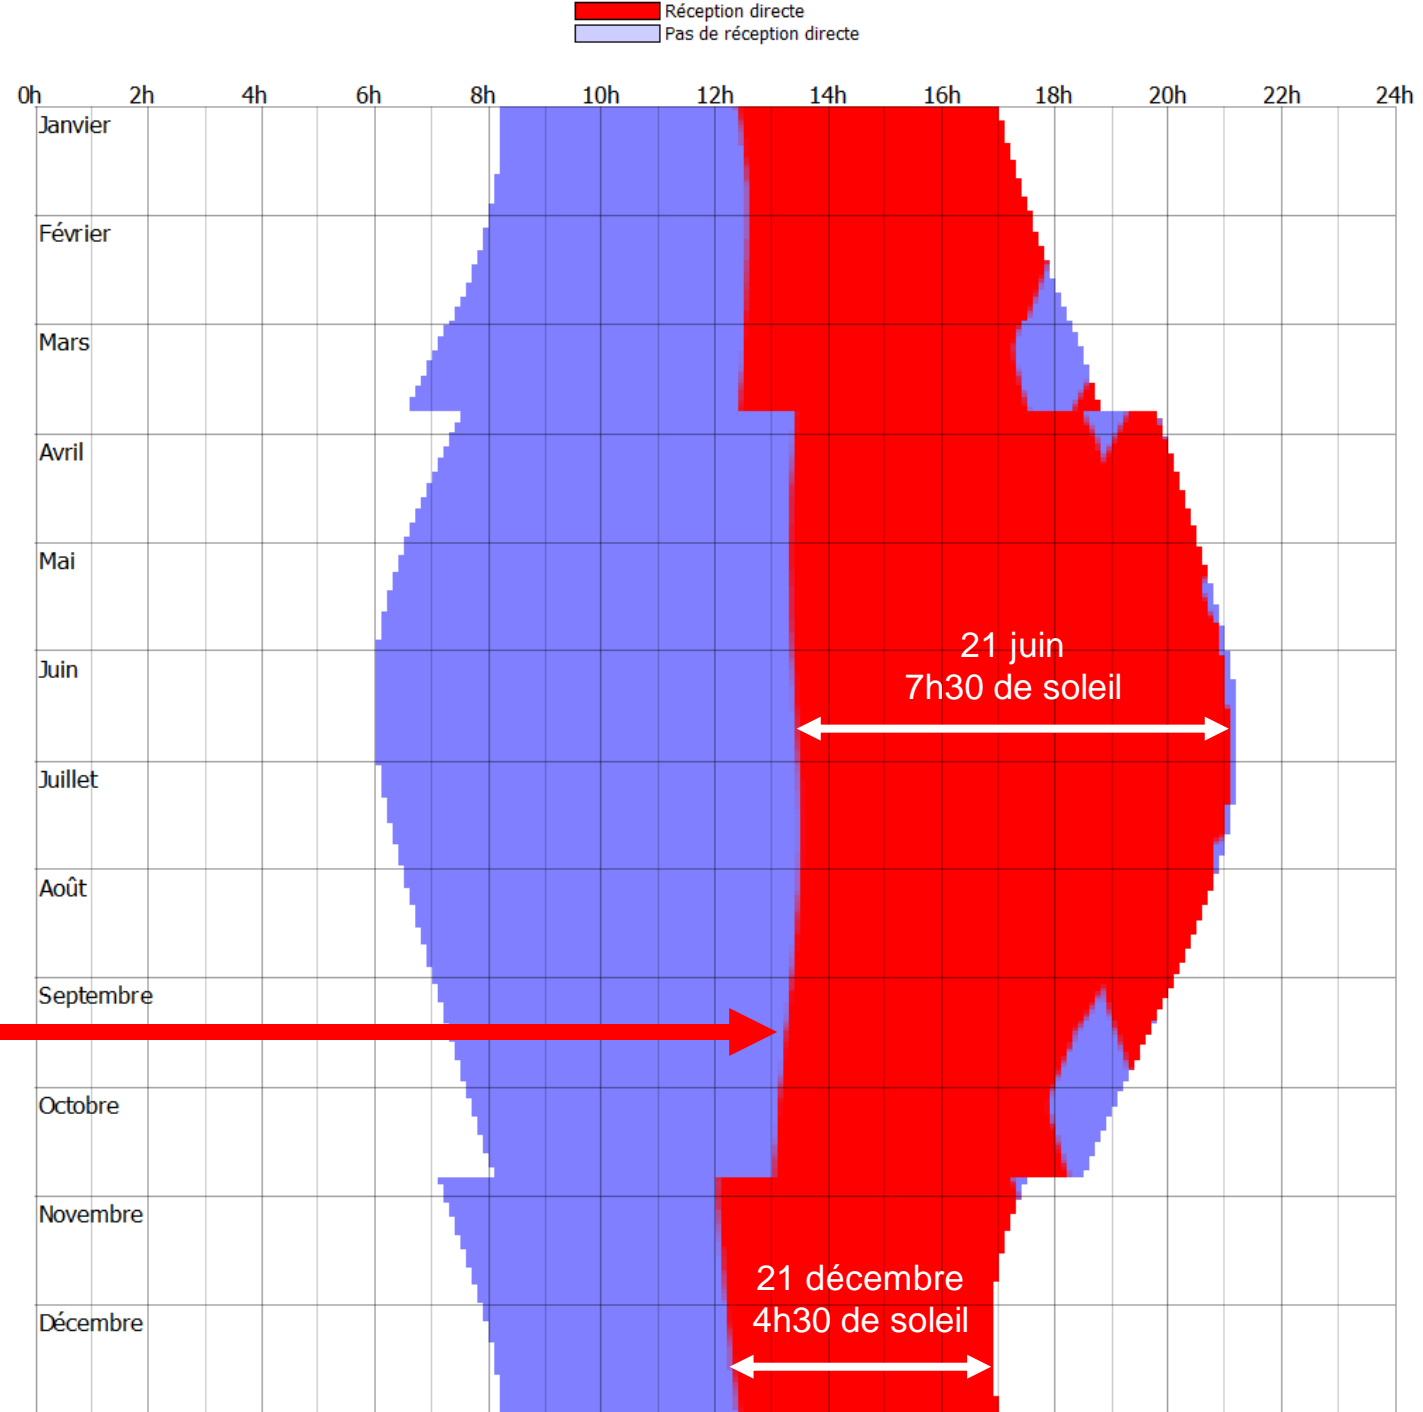 Réception directe
Pas de réception directe
0h 2h 4h 6h 8h 10h 12h 14h 16h 18h 20h 22h 24h
Janvier
Février
Mars
Avril
Mai
21 juin
Juin
7h30 de soleil
Juillet
Août
Septembre
Octobre
Novembre
21 décembre
Décembre
4h30 de soleil